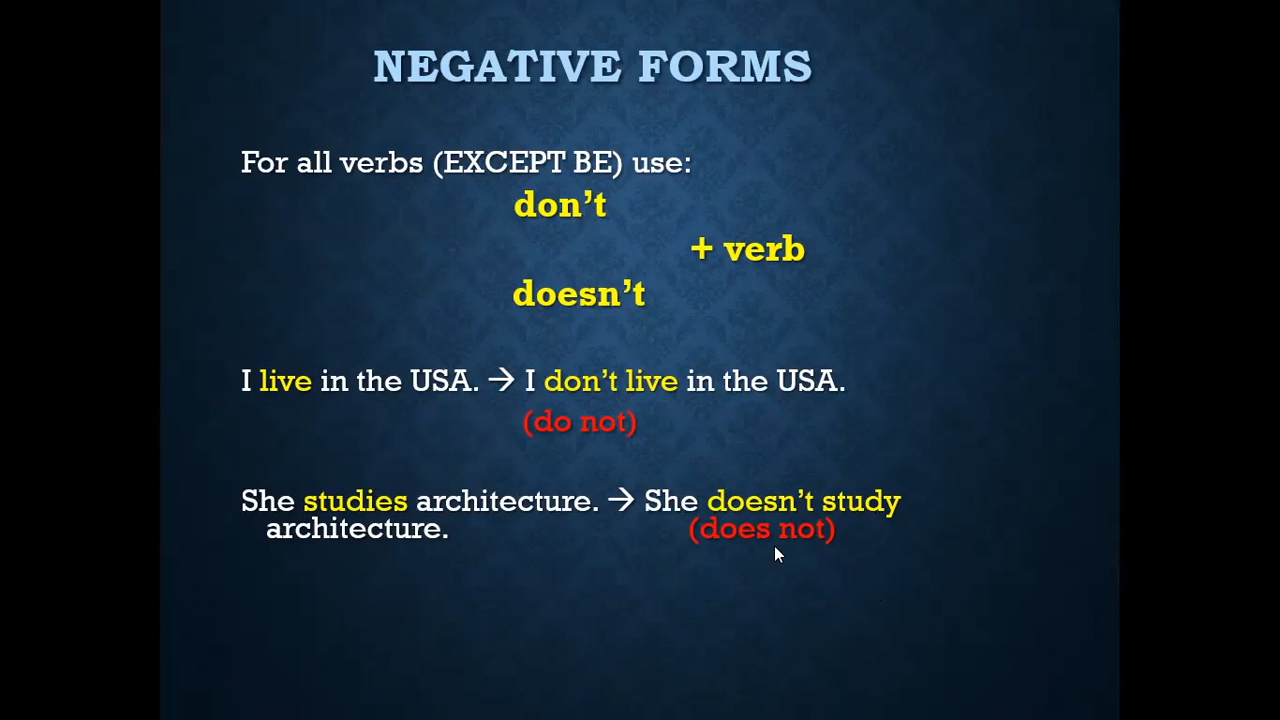 NEGATIVE FORMS
For all verbs (EXCEPT BE) use:
don’t
+ verb
doesn’t
I live in the USA. → I don’t live in the USA.
(do not)
She studies architecture. → She doesn’t study
architecture. (does not)